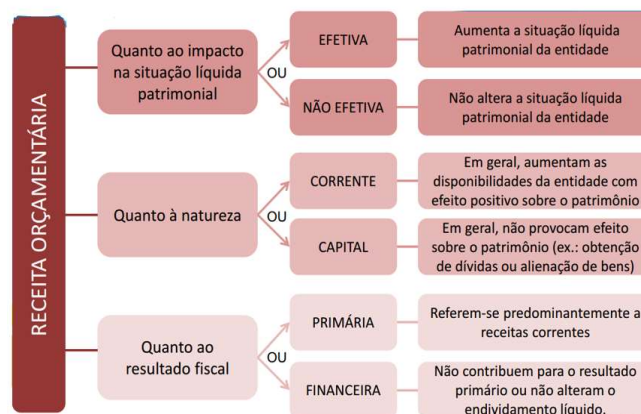 RECEITA ORÇAMENTÁRIA
Quanto ao impacto
na situação líquida
patrimonial
OU
EFETIVA
Aumenta a situação líquida
patrimonial da entidade
NÃO EFETIVA
Não altera a situação líquida
patrimonial da entidade
Quanto à natureza
OU
CORRENTE
Em geral, aumentam as
disponibilidades da entidade com
efeito positivo sobre o patrimônio
CAPITAL
Em geral, não provocam efeito
sobre o patrimônio (ex.: obtenção
de dívidas ou alienação de bens)
Quanto ao
resultado fiscal
OU
PRIMÁRIA
Referem-se predominantemente a
receitas correntes
FINANCEIRA
Não contribuem para o resultado
primário ou não alteram o
endividamento líquido.